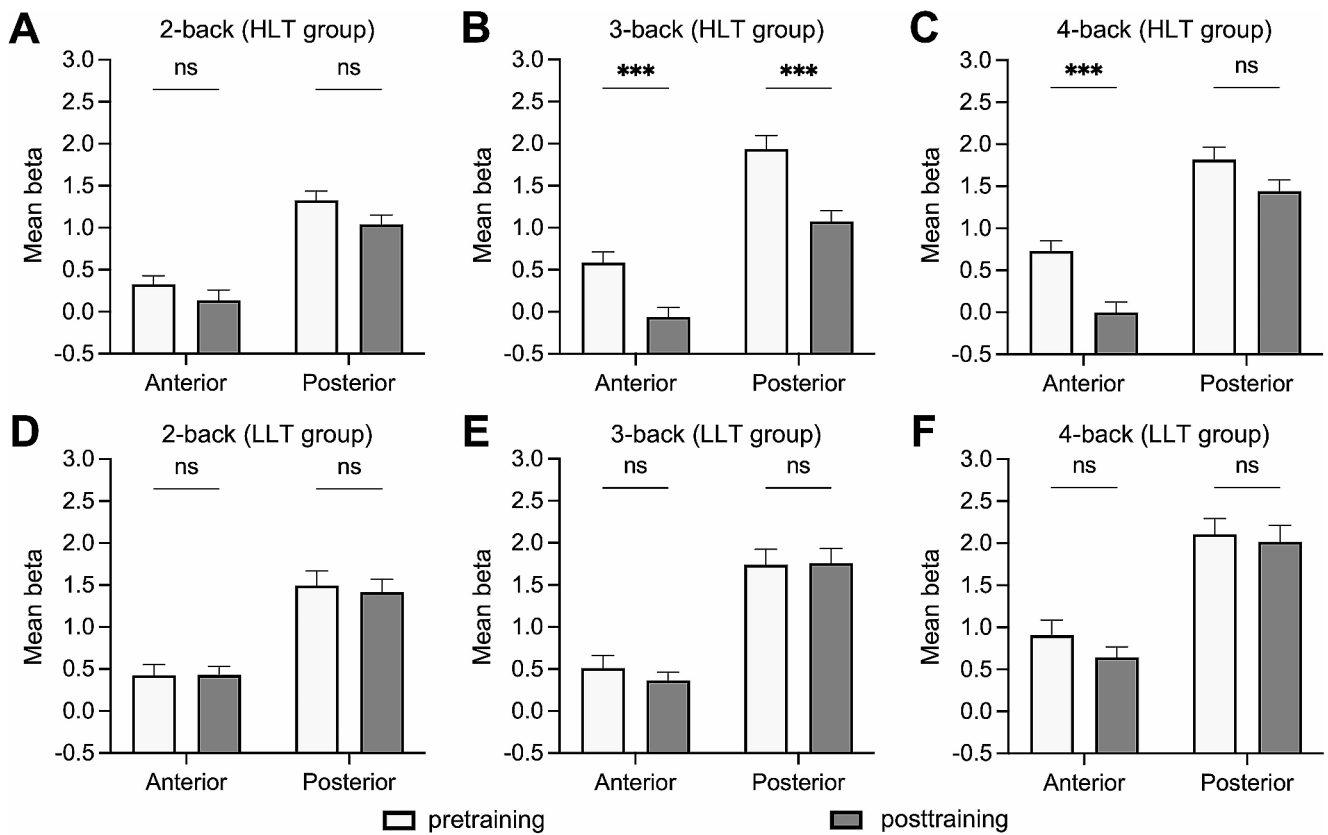 A
2-back (HLT group)
3.0
2.5
2.0
1.5
1.0
0.5
0.0
-0.5
Mean beta
ns
ns
Anterior
Posterior
B
3-back (HLT group)
3.0
2.5
2.0
1.5
1.0
0.5
0.0
-0.5
Mean beta
***
***
Anterior
Posterior
C
4-back (HLT group)
3.0
2.5
2.0
1.5
1.0
0.5
0.0
-0.5
Mean beta
***
ns
Anterior
Posterior
D
2-back (LLT group)
3.0
2.5
2.0
1.5
1.0
0.5
0.0
-0.5
Mean beta
ns
ns
Anterior
Posterior
E
3-back (LLT group)
3.0
2.5
2.0
1.5
1.0
0.5
0.0
-0.5
Mean beta
ns
ns
Anterior
Posterior
F
4-back (LLT group)
3.0
2.5
2.0
1.5
1.0
0.5
0.0
-0.5
Mean beta
ns
ns
Anterior
Posterior
pretraining
posttraining